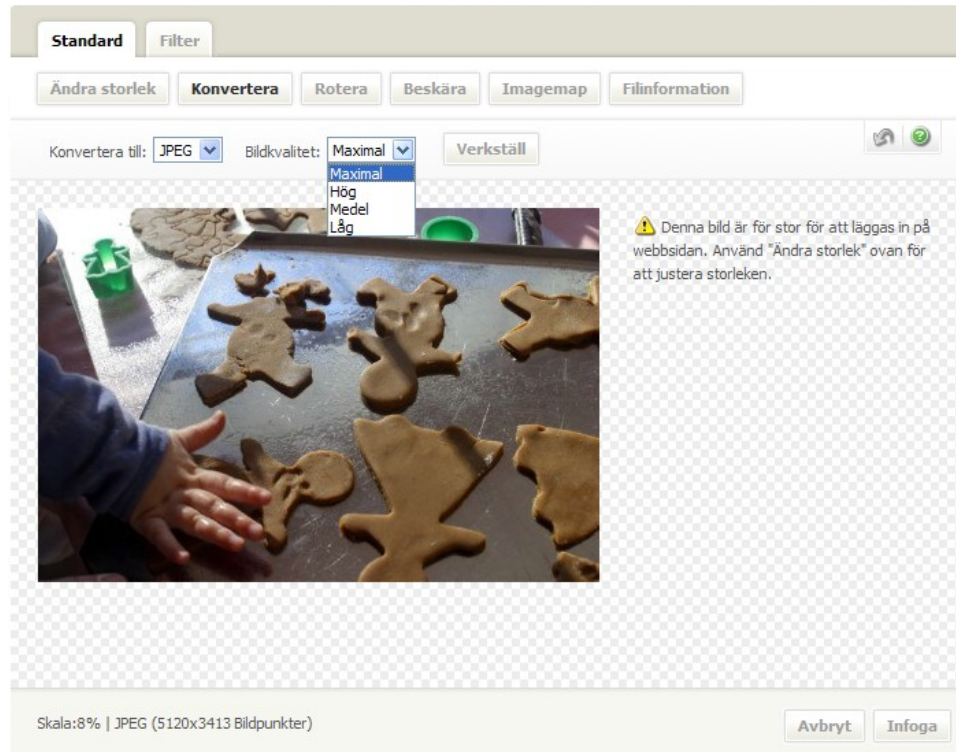 Standard Filter
Ändra storlek Konvertera Rotera Beskära Imagemap Filinformation
Konvertera till: JPEG Bildkvalitet: Maximal Verkställ
Maximal
Hög
Medel
Låg
Denna bild är för stor för att läggas in på
webbsidan. Använd "Ändra storlek" ovan för
att justera storleken.
Skala:8% | JPEG (5120x3413 Bildpunkter) Avbryt Infoga